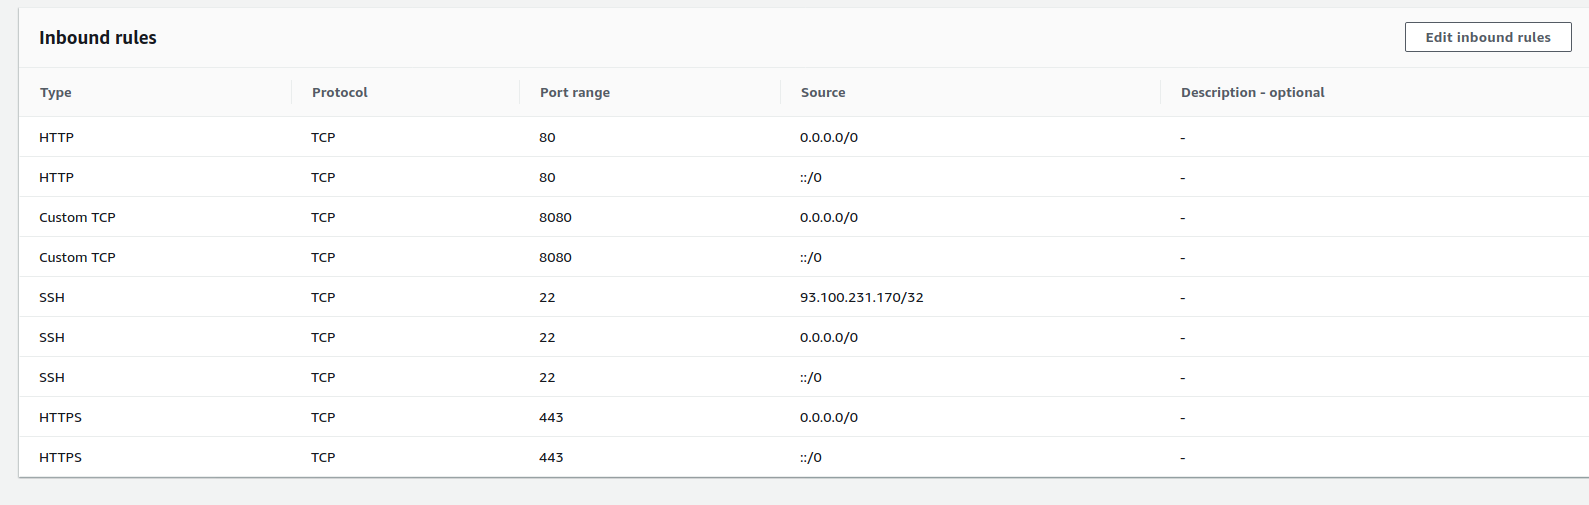 Inbound rules
Edit inbound rules
Type Protocol Port range Source Description - optional
HTTP TCP 80 0.0.0.0/0 -
HTTP TCP 80 ::/0 -
Custom TCP TCP 8080 0.0.0.0/0 -
Custom TCP TCP 8080 ::/0 -
SSH TCP 22 93.100.231.170/32 -
SSH TCP 22 0.0.0.0/0 -
SSH TCP 22 ::/0 -
HTTPS TCP 443 0.0.0.0/0 -
HTTPS TCP 443 ::/0 -